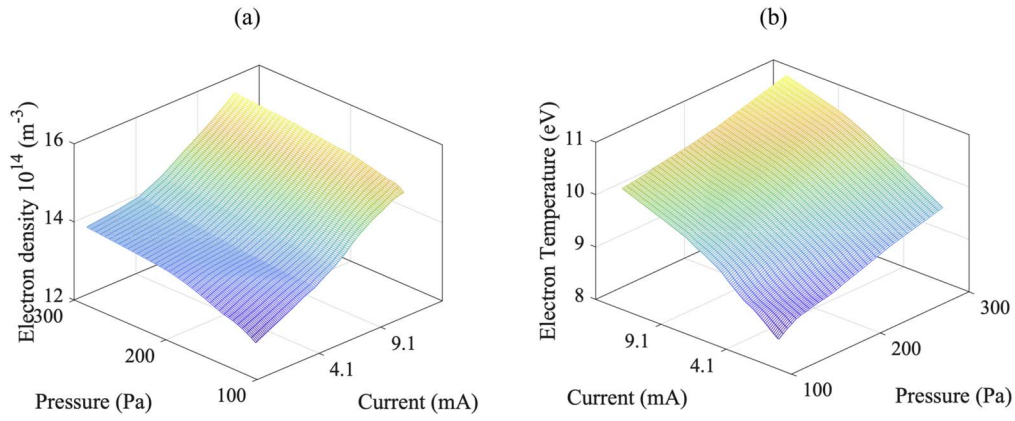 (a)
Electron density 10^14 (m^-3)
16
14
12
300
200
100
Pressure (Pa)
4.1
9.1
Current (mA)
(b)
Electron Temperature (eV)
11
10
9
8
9.1
4.1
Current (mA)
100
200
300
Pressure (Pa)